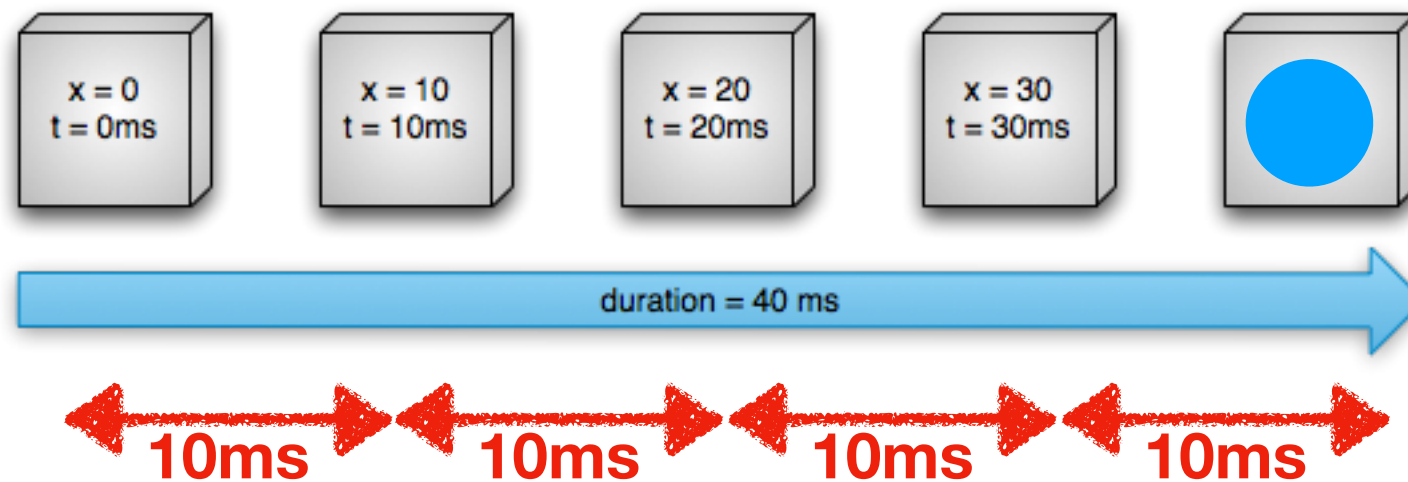 x = 0
t = 0ms
x = 10
t = 10ms
x = 20
t = 20ms
x = 30
t = 30ms
duration = 40 ms
10ms
10ms
10ms
10ms